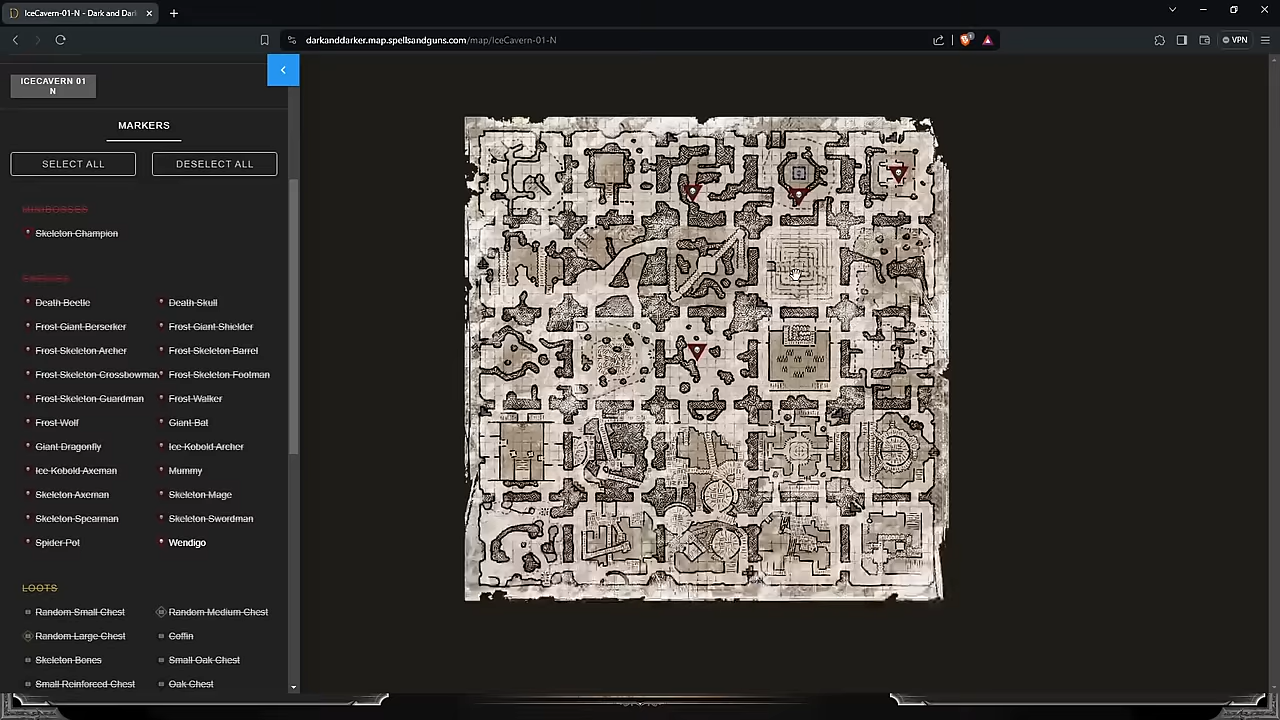 IceCavern-01-N - Dark and Dark
darkanddarker.map.spellsandguns.com/map/IceCavern-01-N
VPN
ICECAVERN 01
N
MARKERS
SELECT ALL
DESELECT ALL
MINIBOSSES
Skeleton Champion
ENEMIES
Death Beetle
Death Skull
Frost Giant Berserker
Frost Giant Shielder
Frost Skeleton Archer
Frost Skeleton Barrel
Frost Skeleton Crossbowman
Frost Skeleton Footman
Frost Skeleton Guardman
Frost Walker
Frost Wolf
Giant Bat
Giant Dragonfly
Ice Kobold Archer
Ice Kobold Axeman
Mummy
Skeleton Axeman
Skeleton Mage
Skeleton Spearman
Skeleton Swordman
Spider Pot
Wendigo
LOOTS
Random Small Chest
Random Medium Chest
Random Large Chest
Coffin
Skeleton Bones
Small Oak Chest
Small Reinforced Chest
Oak Chest